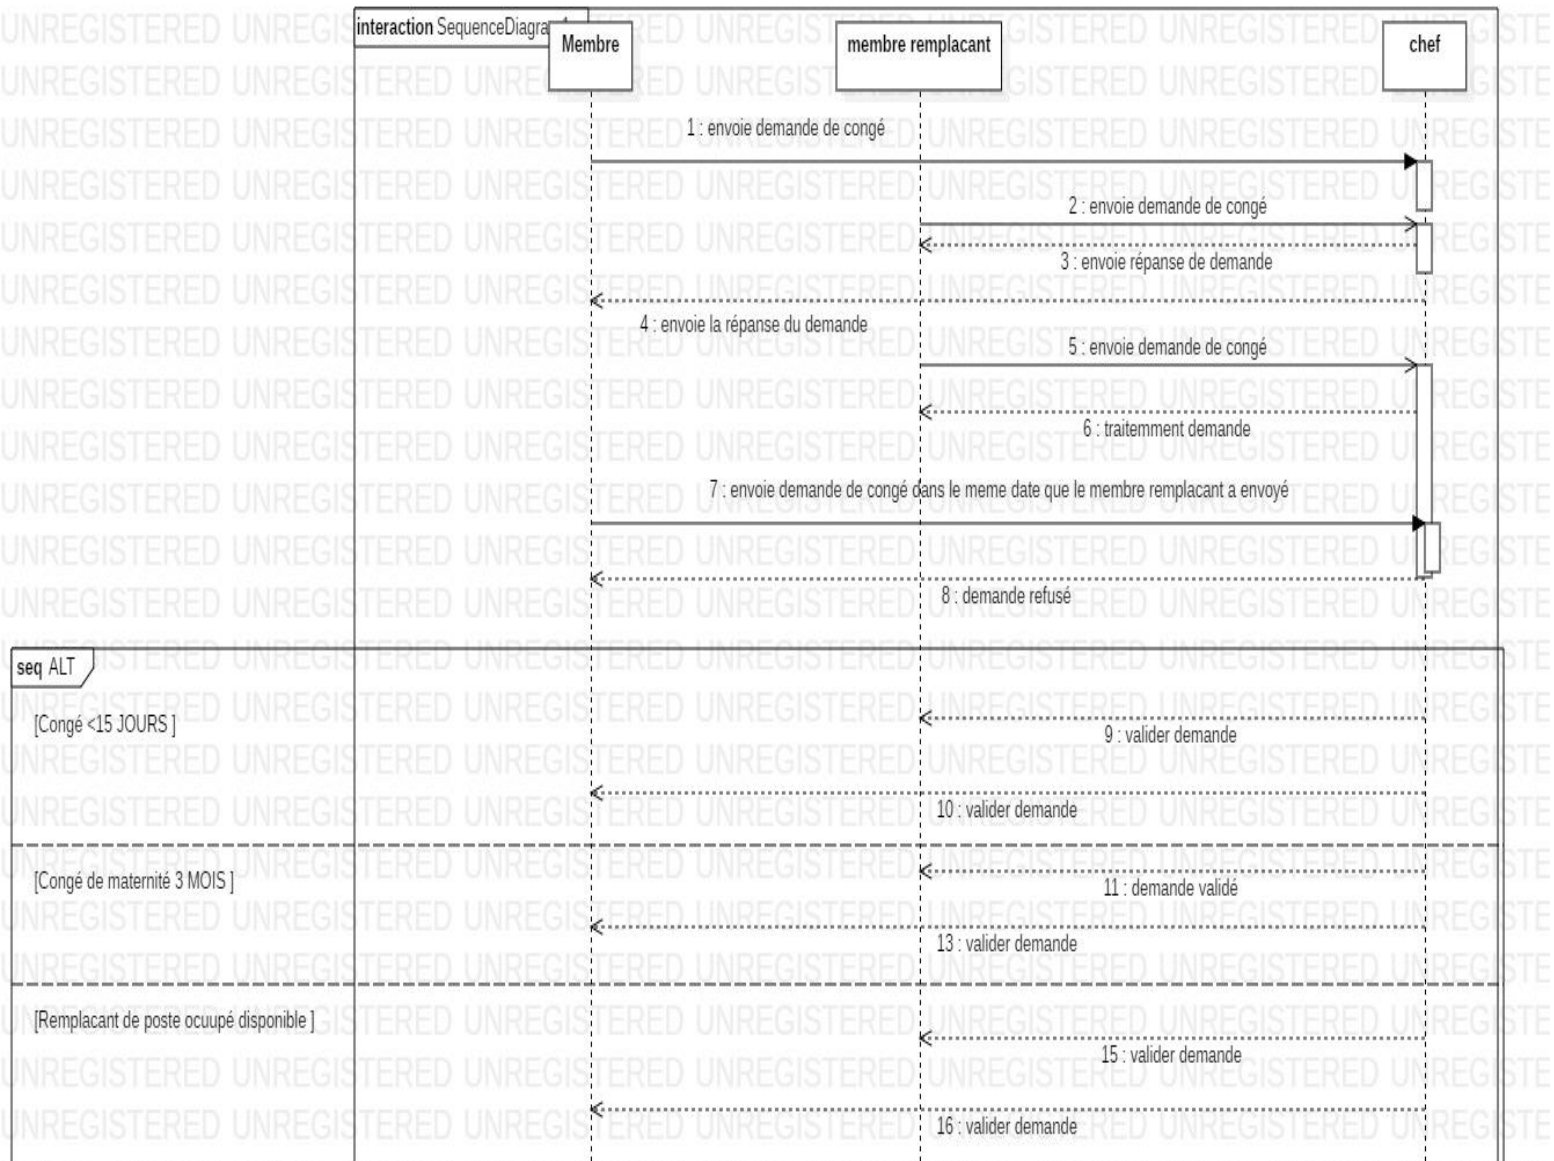 interaction SequenceDiagra
Membre
membre remplacant
chef
1 : envoie demande de congé
2 : envoie demande de congé
3 : envoie répanse de demande
4 : envoie la répanse du demande
5 : envoie demande de congé
6 : traitemment demande
7 : envoie demande de congé dans le meme date que le membre remplacant a envoyé
8 : demande refusé
seq ALT
[Congé <15 JOURS ]
9 : valider demande
10 : valider demande
[Congé de maternité 3 MOIS ]
11 : demande validé
13 : valider demande
[Remplacant de poste ocuupé disponible ]
15 : valider demande
16 : valider demande
UNREGISTERED